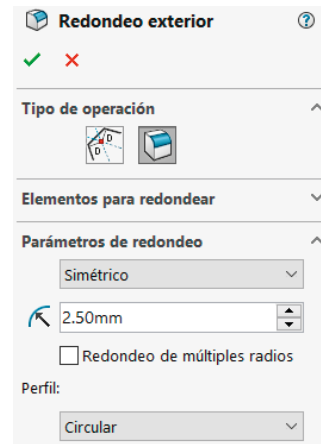 Redondeo exterior
Tipo de operación
D
D
Elementos para redondear
Parámetros de redondeo
Simétrico
2.50mm
Redondeo de múltiples radios
Perfil:
Circular